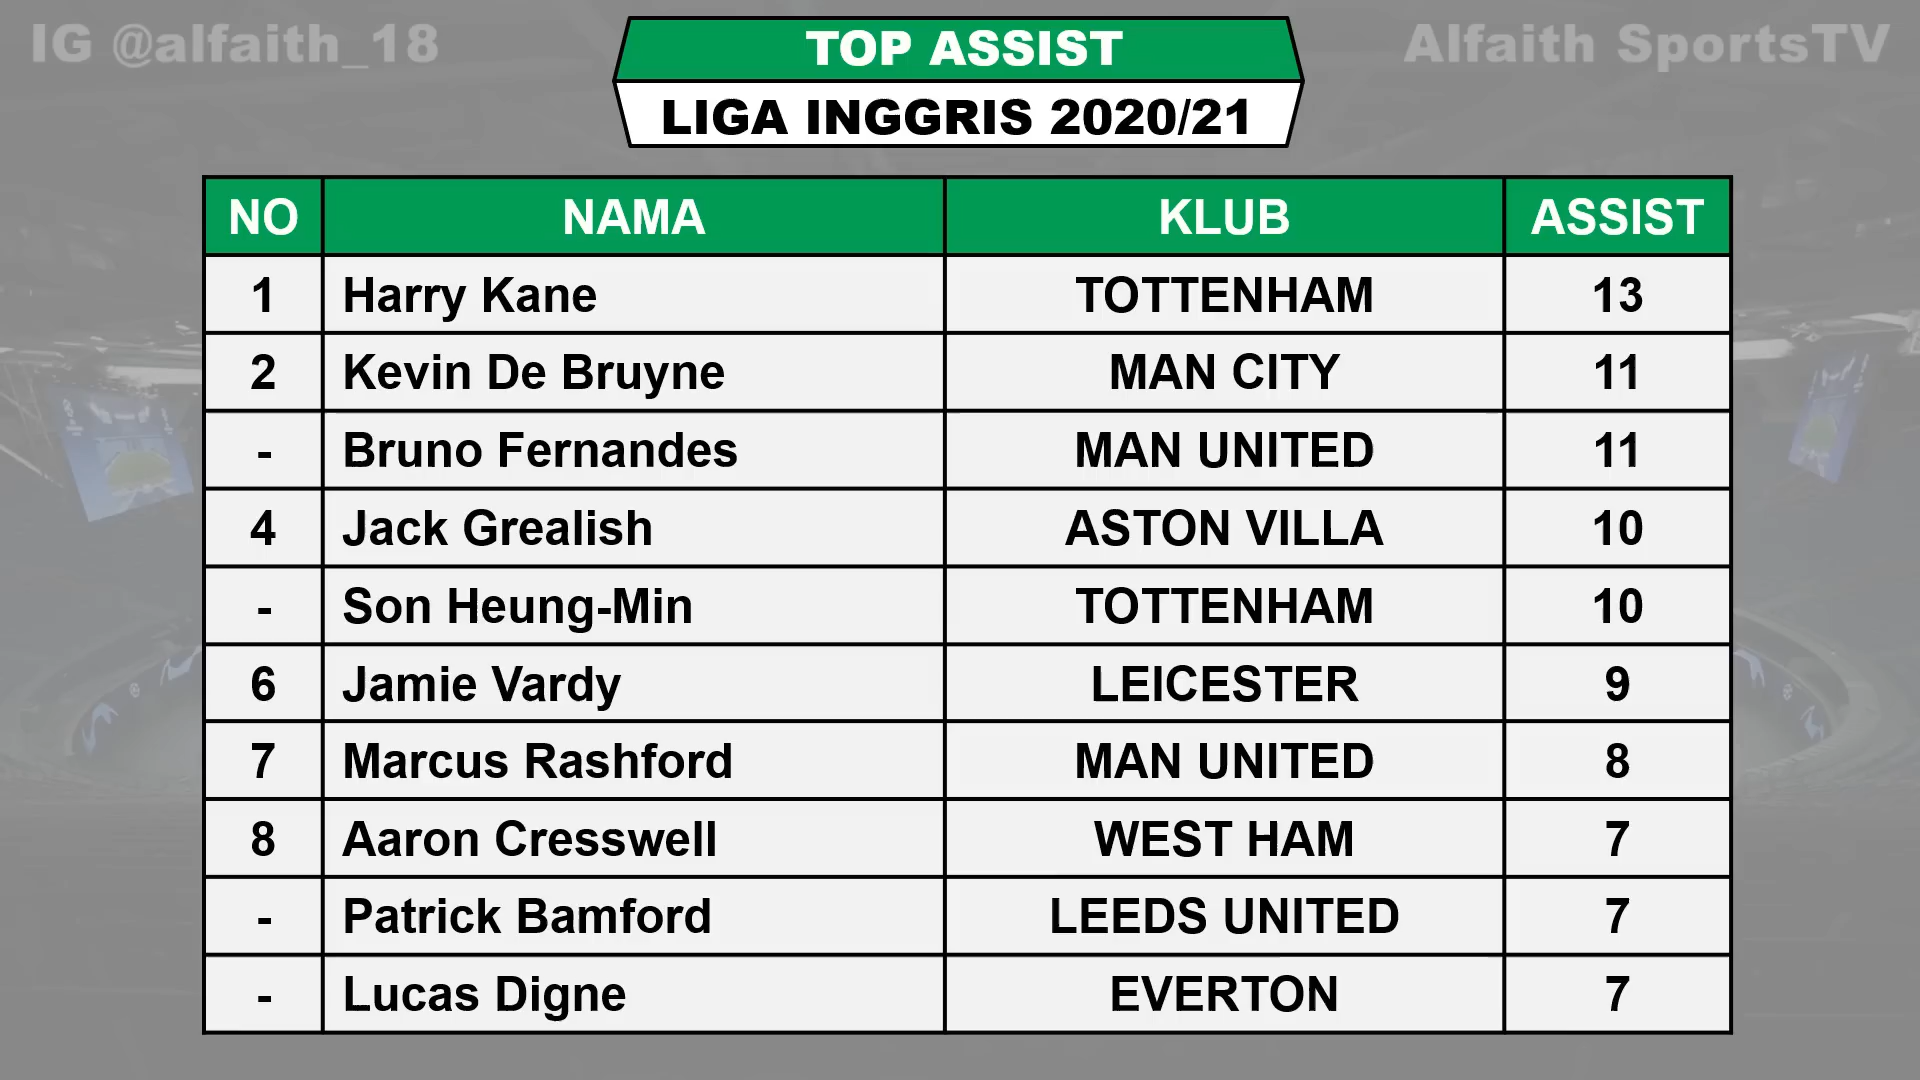 IG @alfaith_18
TOP ASSIST
Alfaith SportsTV
LIGA INGGRIS 2020/21
NO NAMA KLUB ASSIST
1 Harry Kane TOTTENHAM 13
2 Kevin De Bruyne MAN CITY 11
- Bruno Fernandes MAN UNITED 11
4 Jack Grealish ASTON VILLA 10
- Son Heung-Min TOTTENHAM 10
6 Jamie Vardy LEICESTER 9
7 Marcus Rashford MAN UNITED 8
8 Aaron Cresswell WEST HAM 7
- Patrick Bamford LEEDS UNITED 7
- Lucas Digne EVERTON 7